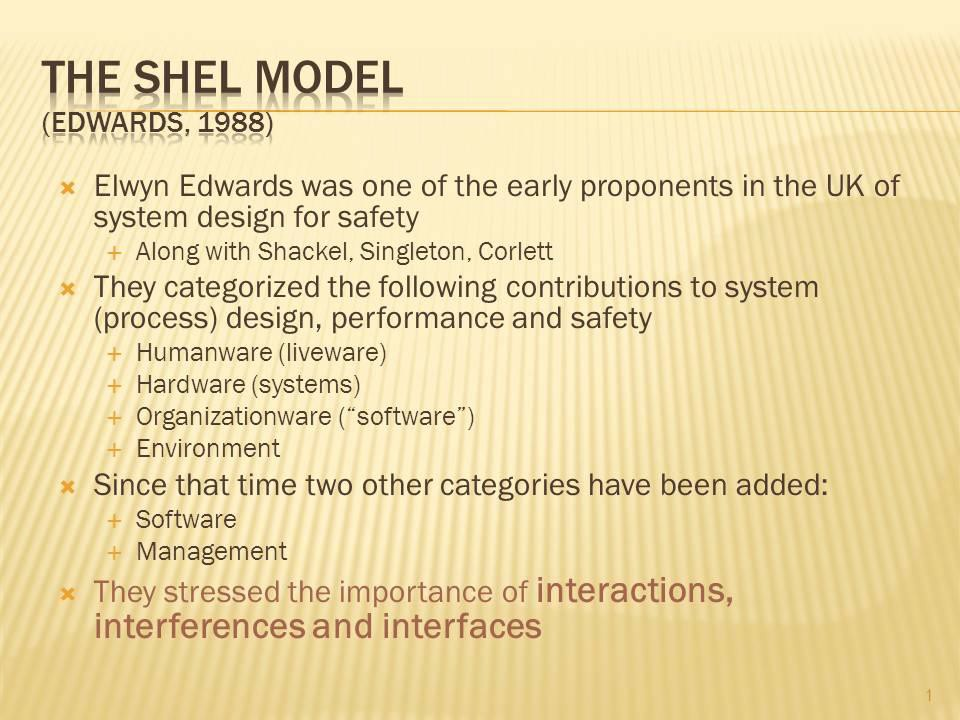 THE SHEL MODEL
(EDWARDS, 1988)
Elwyn Edwards was one of the early proponents in the UK of
system design for safety
Along with Shackel, Singleton, Corlett
They categorized the following contributions to system
(process) design, performance and safety
Humanware (liveware)
Hardware (systems)
Organizationware (“software”)
Environment
Since that time two other categories have been added:
Software
Management
They stressed the importance of interactions,
interferences and interfaces
1